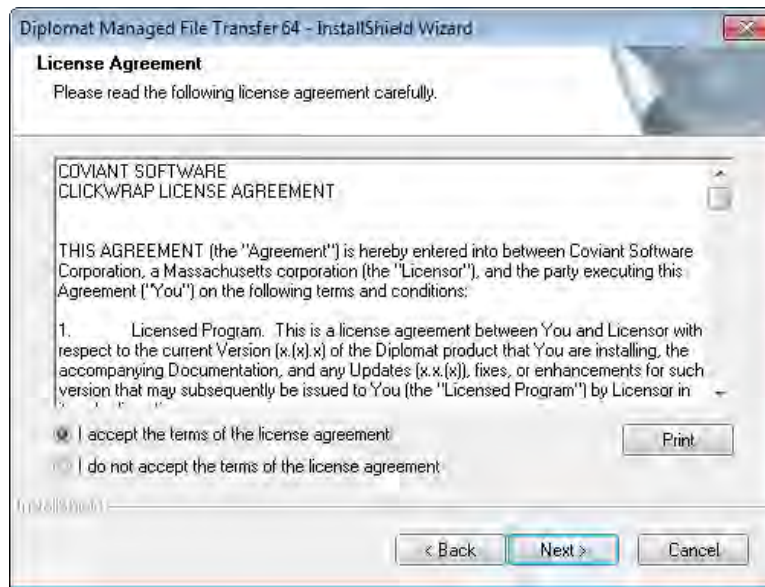 Diplomat Managed File Transfer 64 - InstallShield Wizard
License Agreement
Please read the following license agreement carefully.
COVIANT SOFTWARE
CLICKWRAP LICENSE AGREEMENT
THIS AGREEMENT (the "Agreement") is hereby entered into between Coviant Software
Corporation, a Massachusetts corporation (the "Licensor"), and the party executing this
Agreement ("You") on the following terms and conditions:
1. Licensed Program. This is a license agreement between You and Licensor with
respect to the current Version (x.(x).x) of the Diplomat product that You are installing, the
accompanying Documentation, and any Updates (x.x.(x)), fixes, or enhancements for such
version that may subsequently be issued to You (the "Licensed Program") by Licensor in
I accept the terms of the license agreement
Print
I do not accept the terms of the license agreement
InstallShield
< Back
Next >
Cancel